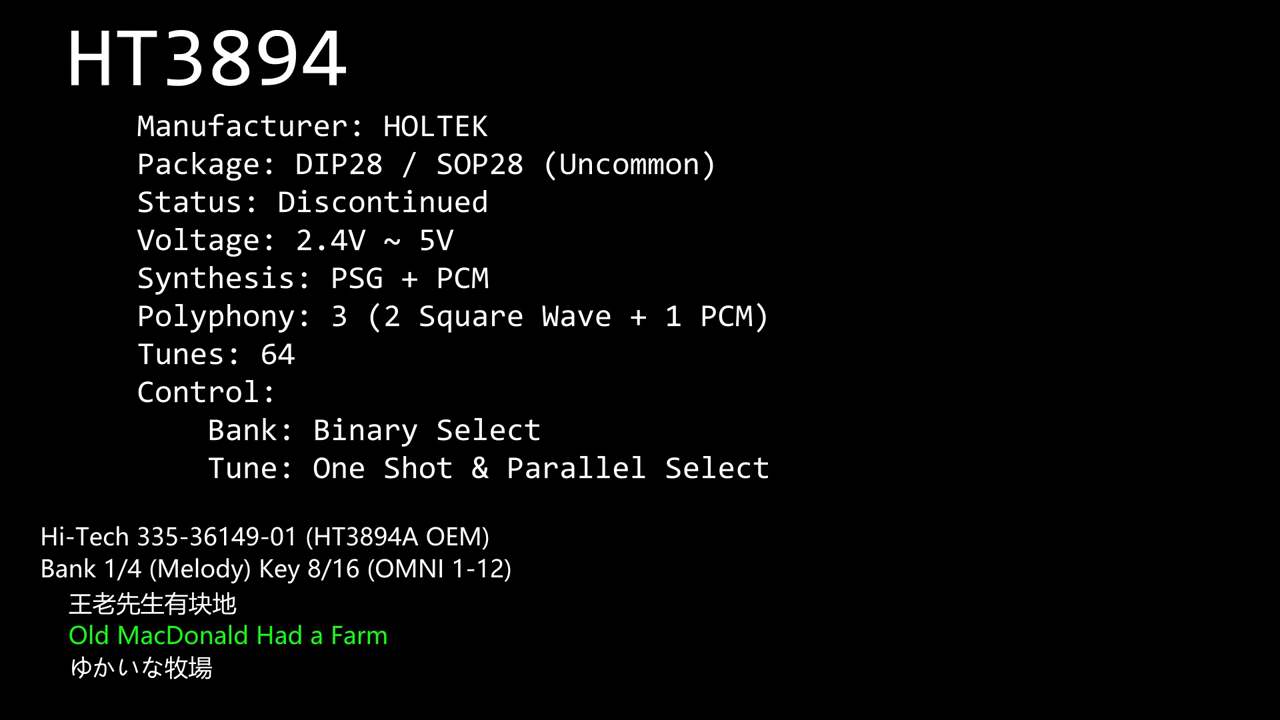 HT3894
Manufacturer: HOLTEK
Package: DIP28 / SOP28 (Uncommon)
Status: Discontinued
Voltage: 2.4V ~ 5V
Synthesis: PSG + PCM
Polyphony: 3 (2 Square Wave + 1 PCM)
Tunes: 64
Control:
Bank: Binary Select
Tune: One Shot & Parallel Select
Hi-Tech 335-36149-01 (HT3894A OEM)
Bank 1/4 (Melody) Key 8/16 (OMNI 1-12)
王老先生有块地
Old MacDonald Had a Farm
ゆかいな牧場